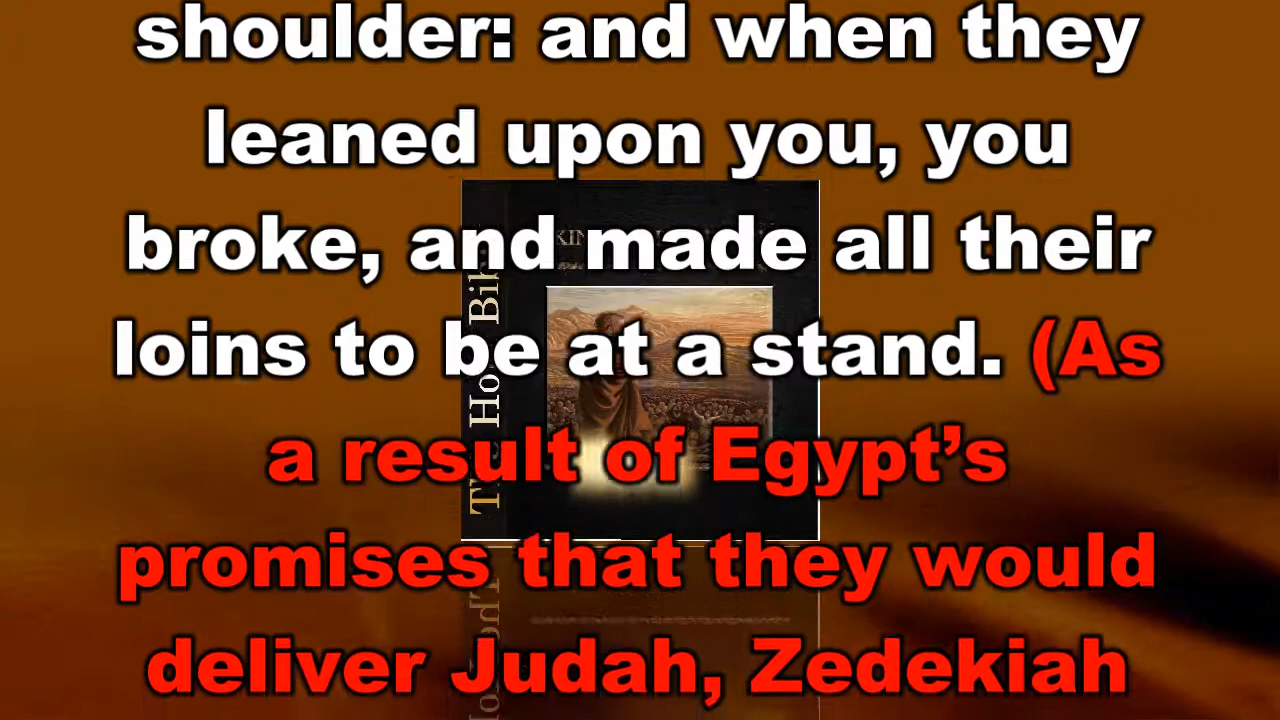 shoulder: and when they
leaned upon you, you
broke, and made all their
loins to be at a stand. (As
a result of Egypt’s
promises that they would
deliver Judah, Zedekiah